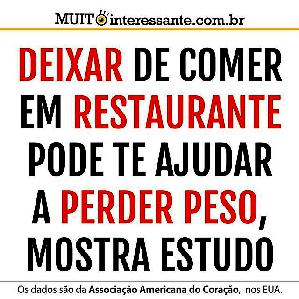 MUITOinteressante.com.br
DEIXAR DE COMER
EM RESTAURANTE
PODE TE AJUDAR
A PERDER PESO,
MOSTRA ESTUDO
Os dados são da Associação Americana do Coração, nos EUA.